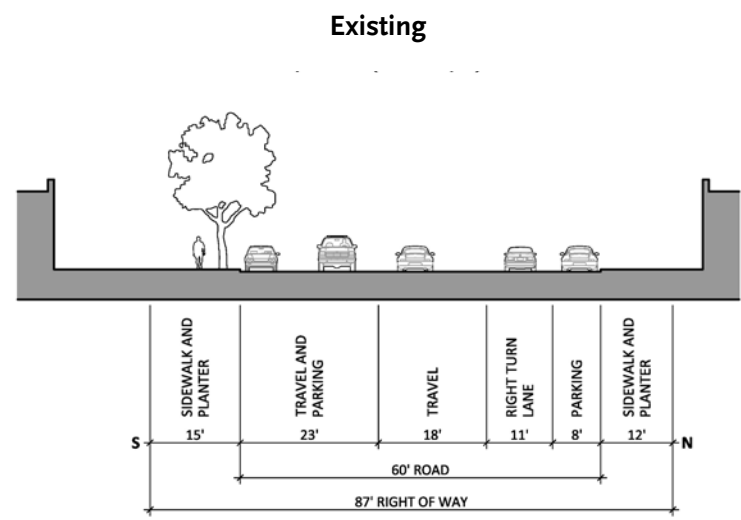 Existing
SIDEWALK AND
PLANTER
TRAVEL AND
PARKING
TRAVEL
RIGHT TURN
LANE
PARKING
SIDEWALK AND
PLANTER
S 15' 23' 18' 11' 8' 12' N
60' ROAD
87' RIGHT OF WAY